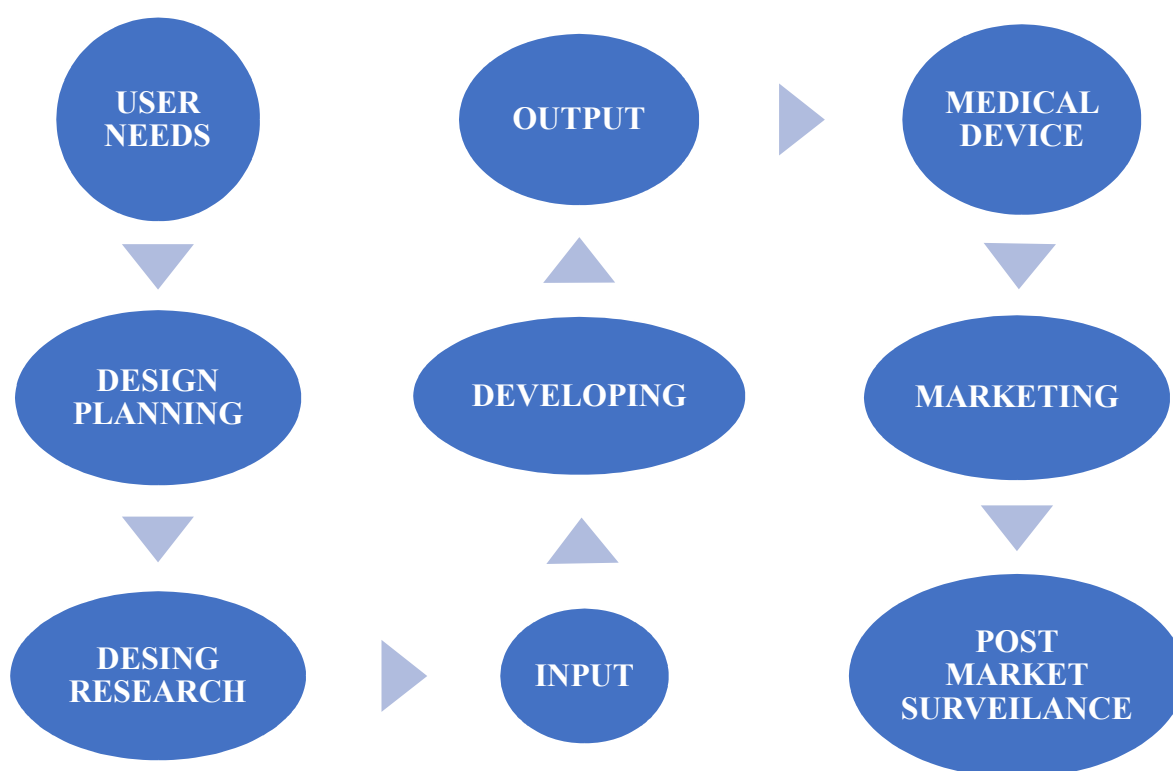 USER
NEEDS
DESIGN
PLANNING
DESING
RESEARCH
INPUT
DEVELOPING
OUTPUT
MEDICAL
DEVICE
MARKETING
POST
MARKET
SURVEILANCE